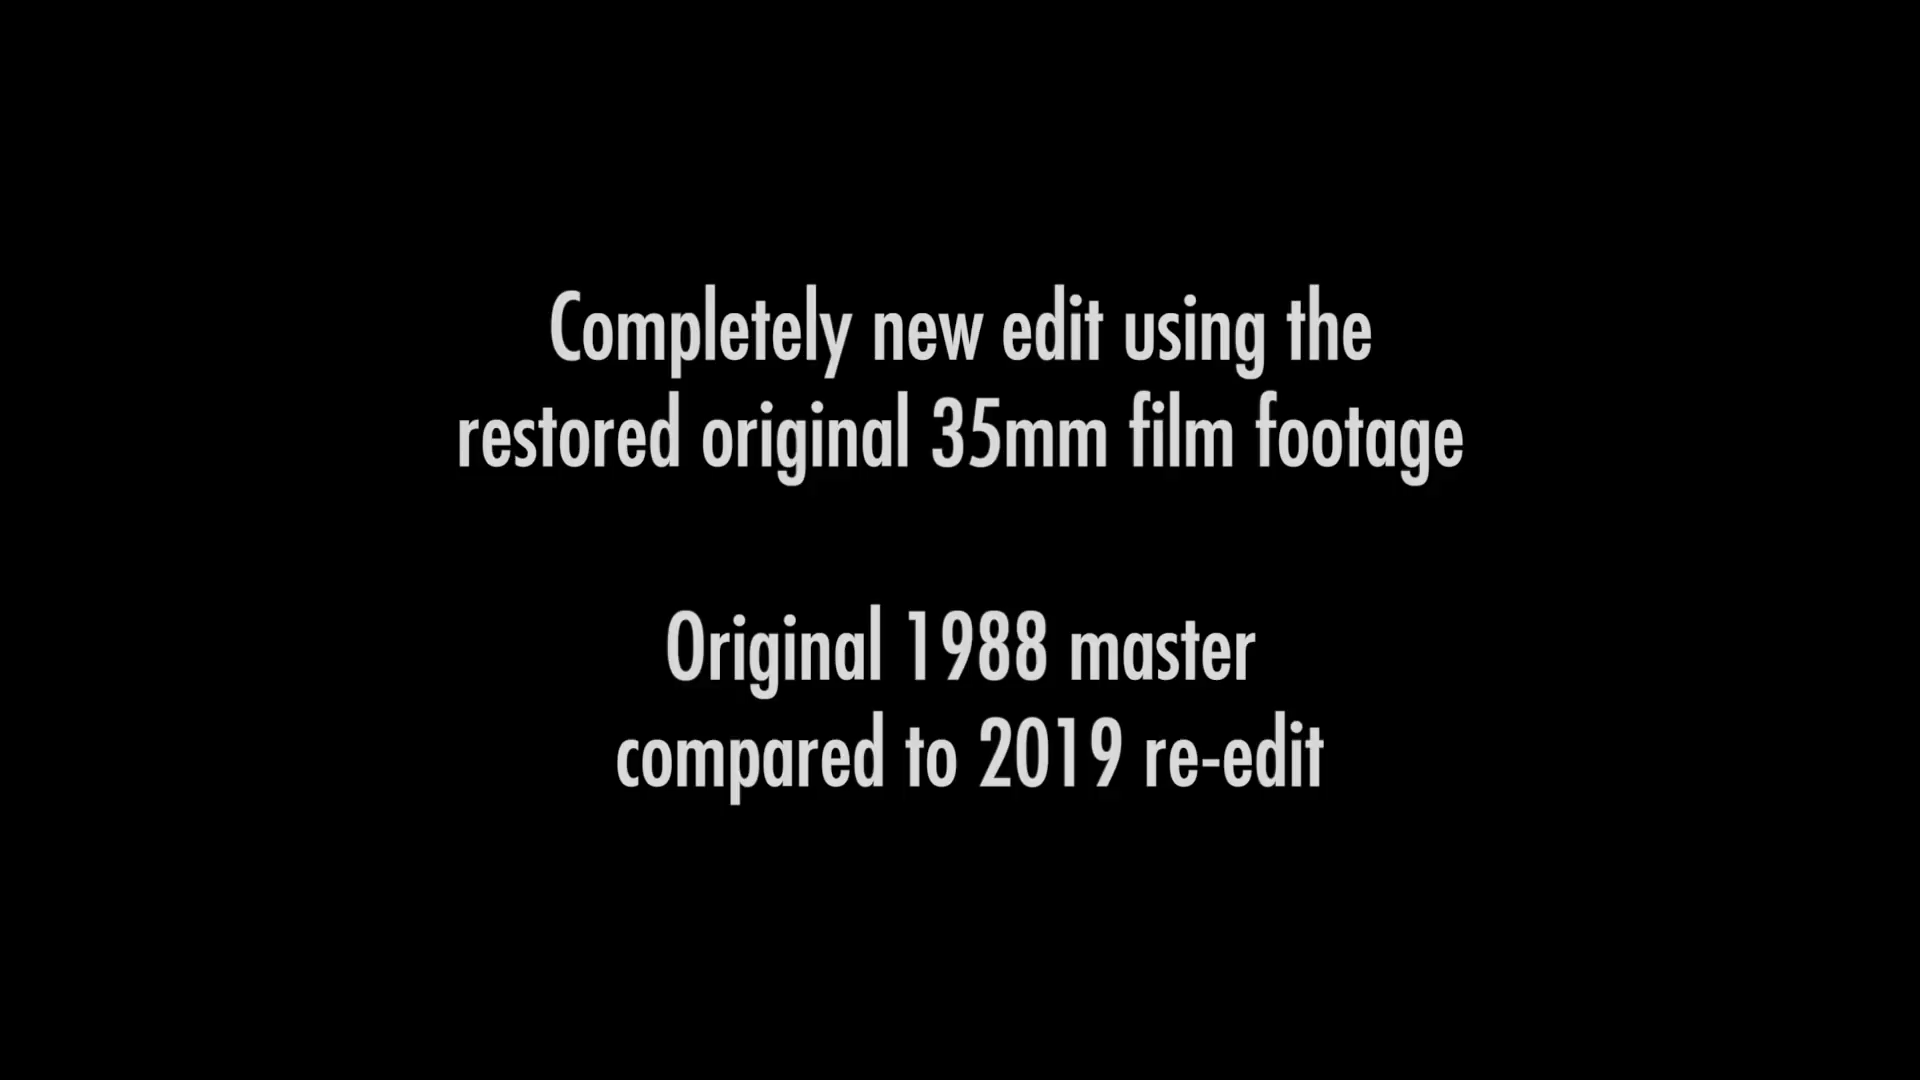 Completely new edit using the
restored original 35mm film footage
Original 1988 master
compared to 2019 re-edit